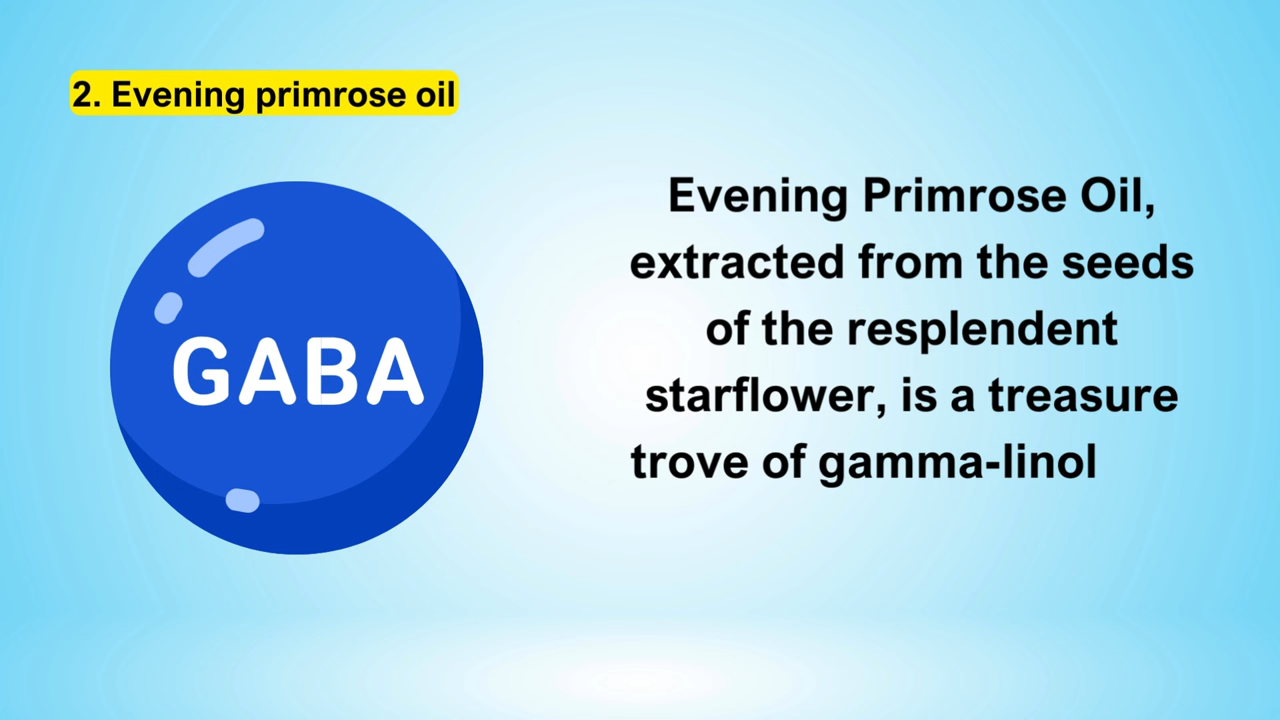 2. Evening primrose oil
GABA
Evening Primrose Oil,
extracted from the seeds
of the resplendent
starflower, is a treasure
trove of gamma-linol